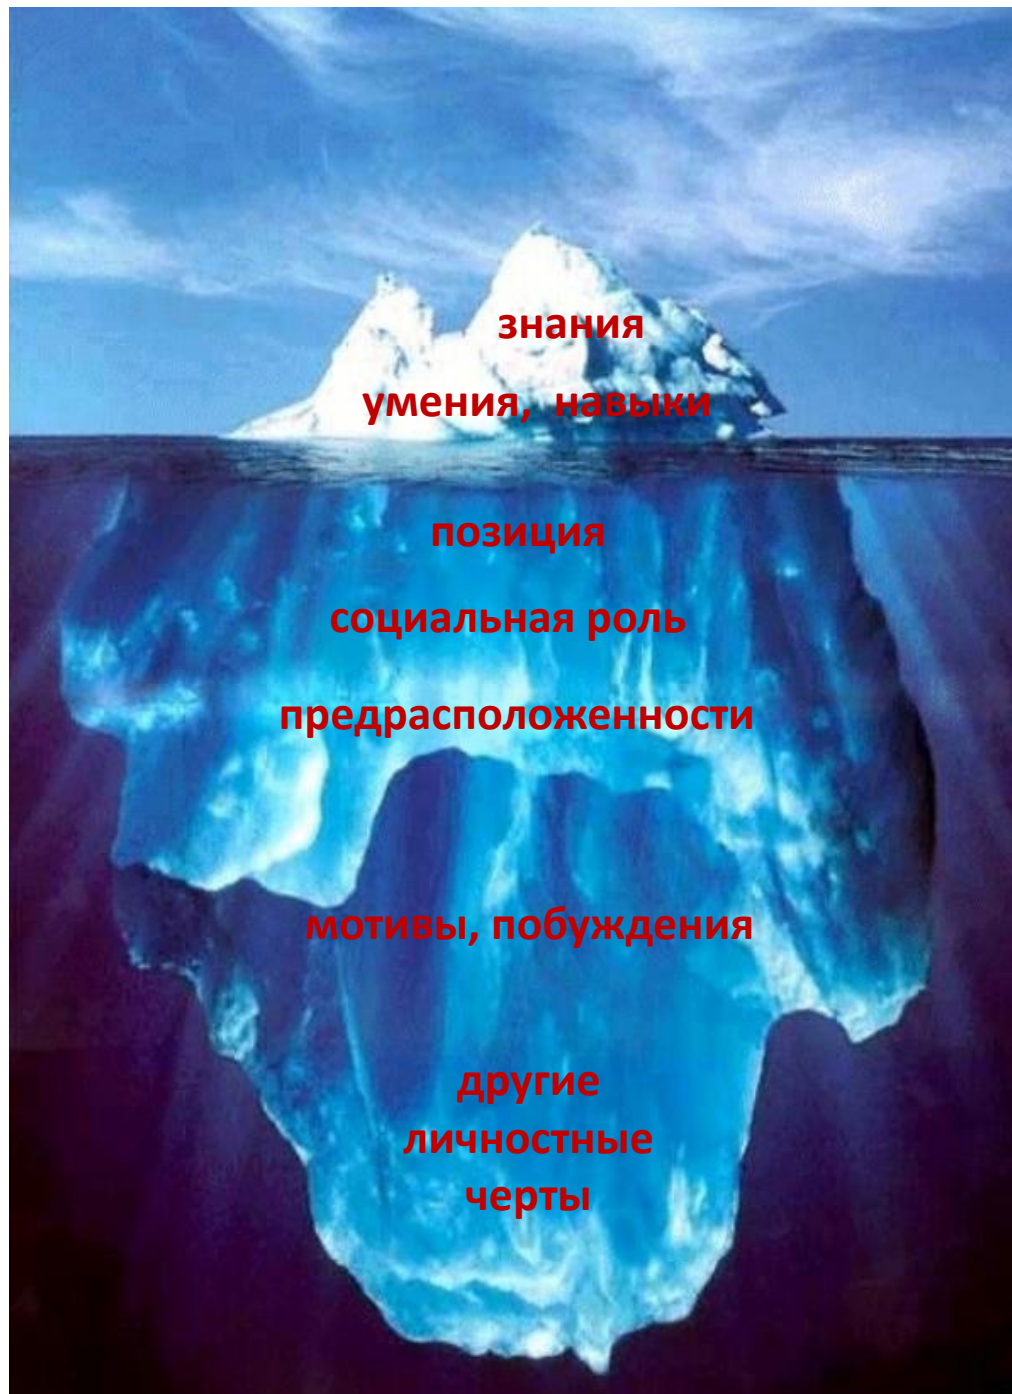 знания
умения, навыки
позиция
социальная роль
предрасположенности
мотивы, побуждения
другие
личностные
черты